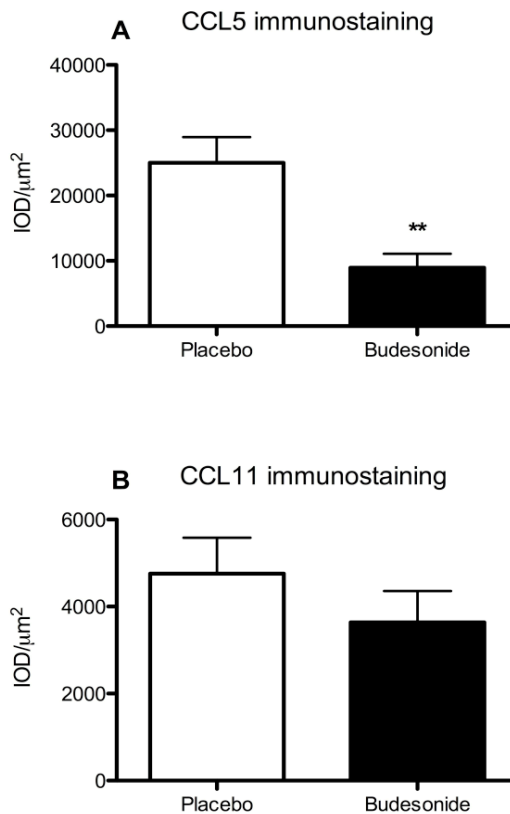 A CCL5 immunostaining
40000
30000
20000
10000
0
IOD/μm²
**
Placebo Budesonide
B CCL11 immunostaining
6000
4000
2000
0
IOD/μm²
Placebo Budesonide